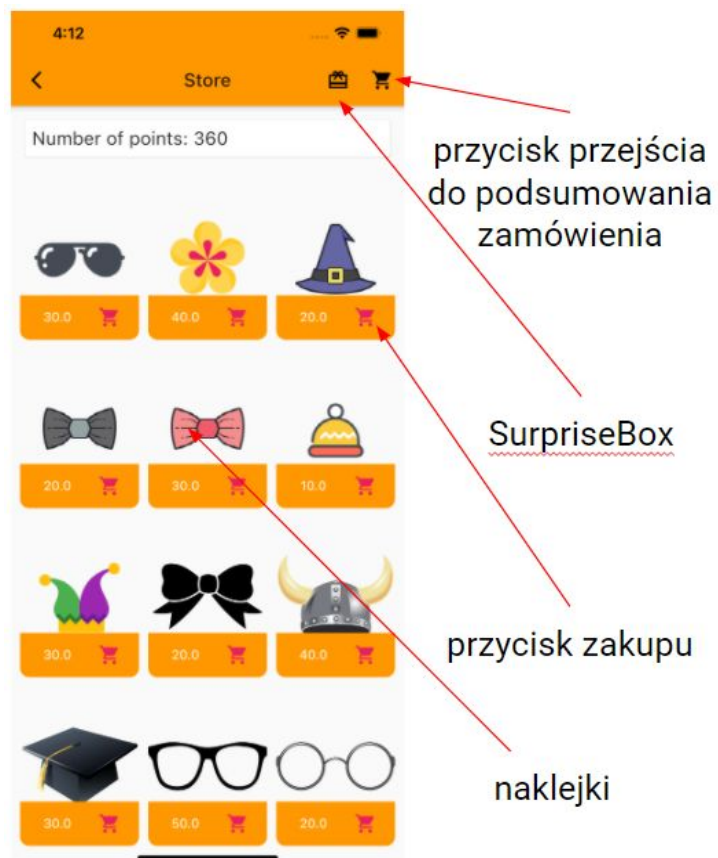 4:12
Store
Number of points: 360
30.0
40.0
20.0
20.0
30.0
10.0
30.0
20.0
40.0
30.0
50.0
20.0
przycisk przejścia
do podsumowania
zamówienia
SurpriseBox
przycisk zakupu
naklejki